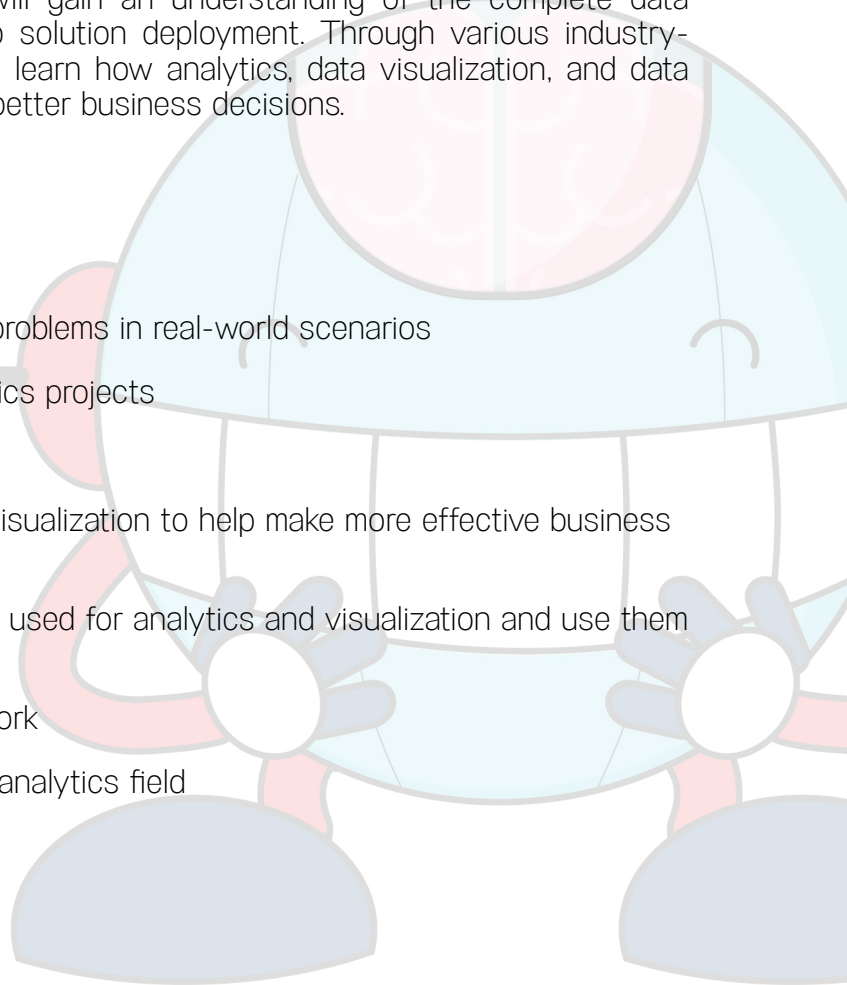 will gain an understanding of the complete data
o solution deployment. Through various industry-
learn how analytics, data visualization, and data
better business decisions.
problems in real-world scenarios
ics projects
isualization to help make more effective business
used for analytics and visualization and use them
ork
analytics field